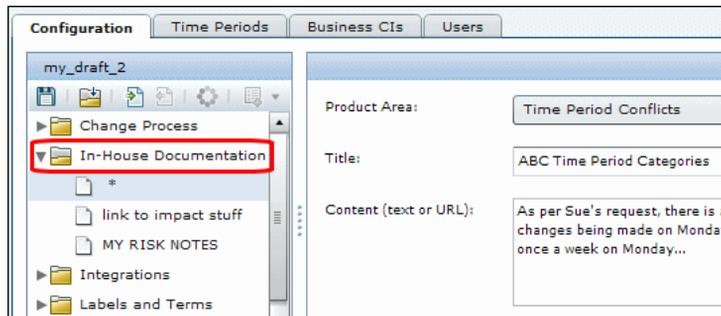 Configuration
Time Periods
Business CIs
Users
my_draft_2
Change Process
In-House Documentation
*
link to impact stuff
MY RISK NOTES
Integrations
Labels and Terms
Product Area:
Time Period Conflicts
Title:
ABC Time Period Categories
Content (text or URL):
As per Sue's request, there is
changes being made on Monda
once a week on Monday...